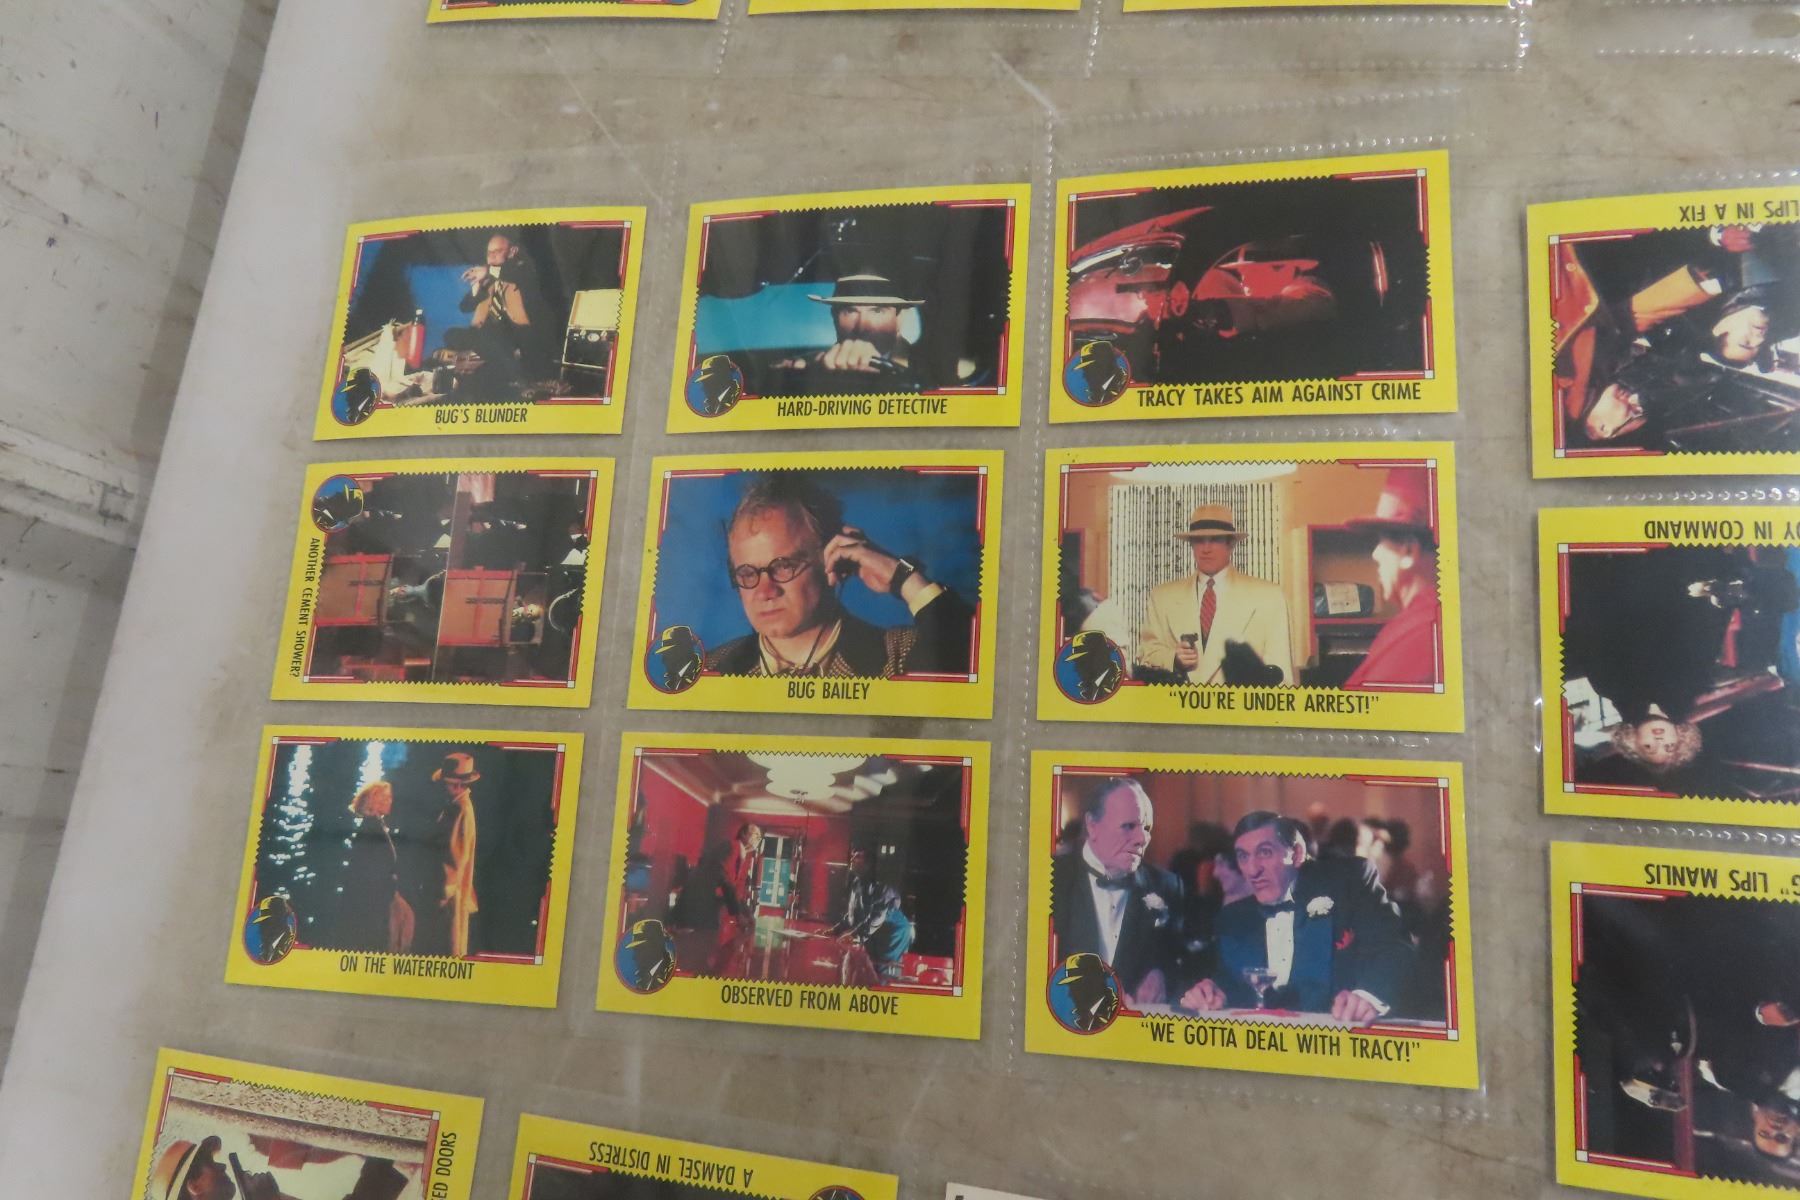 BUG'S BLUNDER
HARD-DRIVING DETECTIVE
TRACY TAKES AIM AGAINST CRIME
LIPS IN A FIX
ANOTHER CEMENT SHOWER?
BUG BAILEY
"YOU'RE UNDER ARREST!"
IN COMMAND
ON THE WATERFRONT
OBSERVED FROM ABOVE
"WE GOTTA DEAL WITH TRACY!"
" LIPS MANLIS
DOORS
A DAMSEL IN DISTRESS